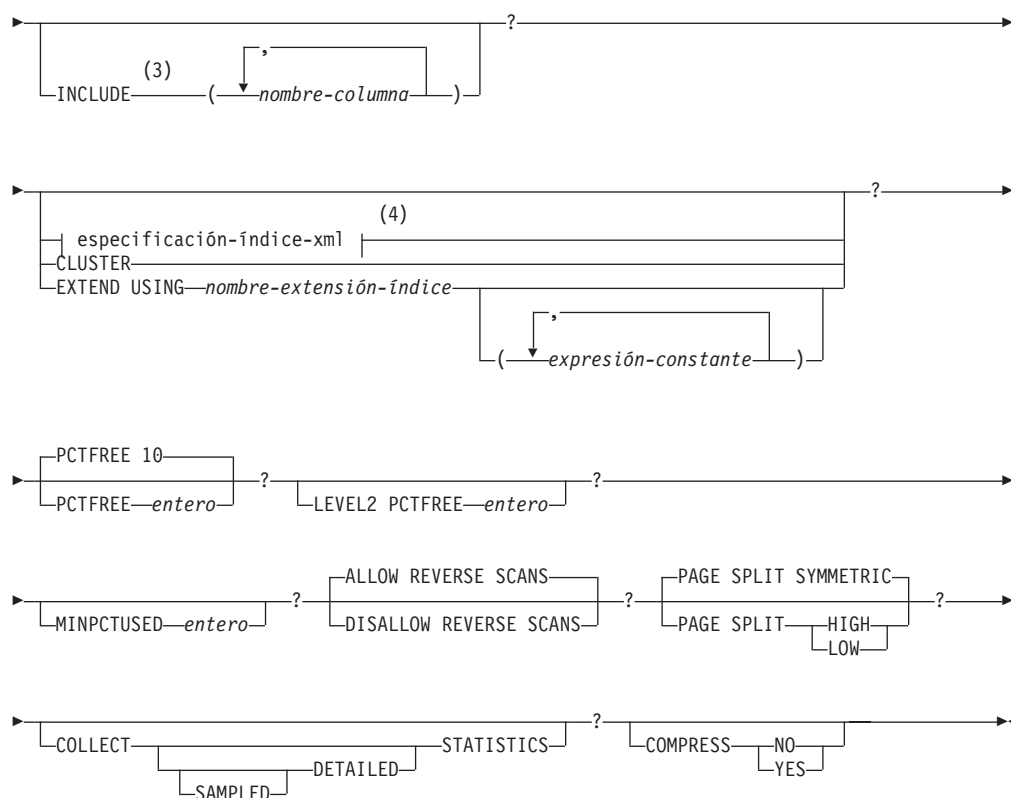 ?
,
(3)
INCLUDE ( nombre-columna )
?
(4)
especificación-índice-xml
CLUSTER
EXTEND USING nombre-extensión-índice
,
( expresión-constante )
PCTFREE 10
? ?
PCTFREE entero LEVEL2 PCTFREE entero
ALLOW REVERSE SCANS PAGE SPLIT SYMMETRIC
? ? ?
MINPCTUSED entero DISALLOW REVERSE SCANS PAGE SPLIT HIGH
LOW
?
COLLECT STATISTICS COMPRESS NO
DETAILED YES
SAMPLED